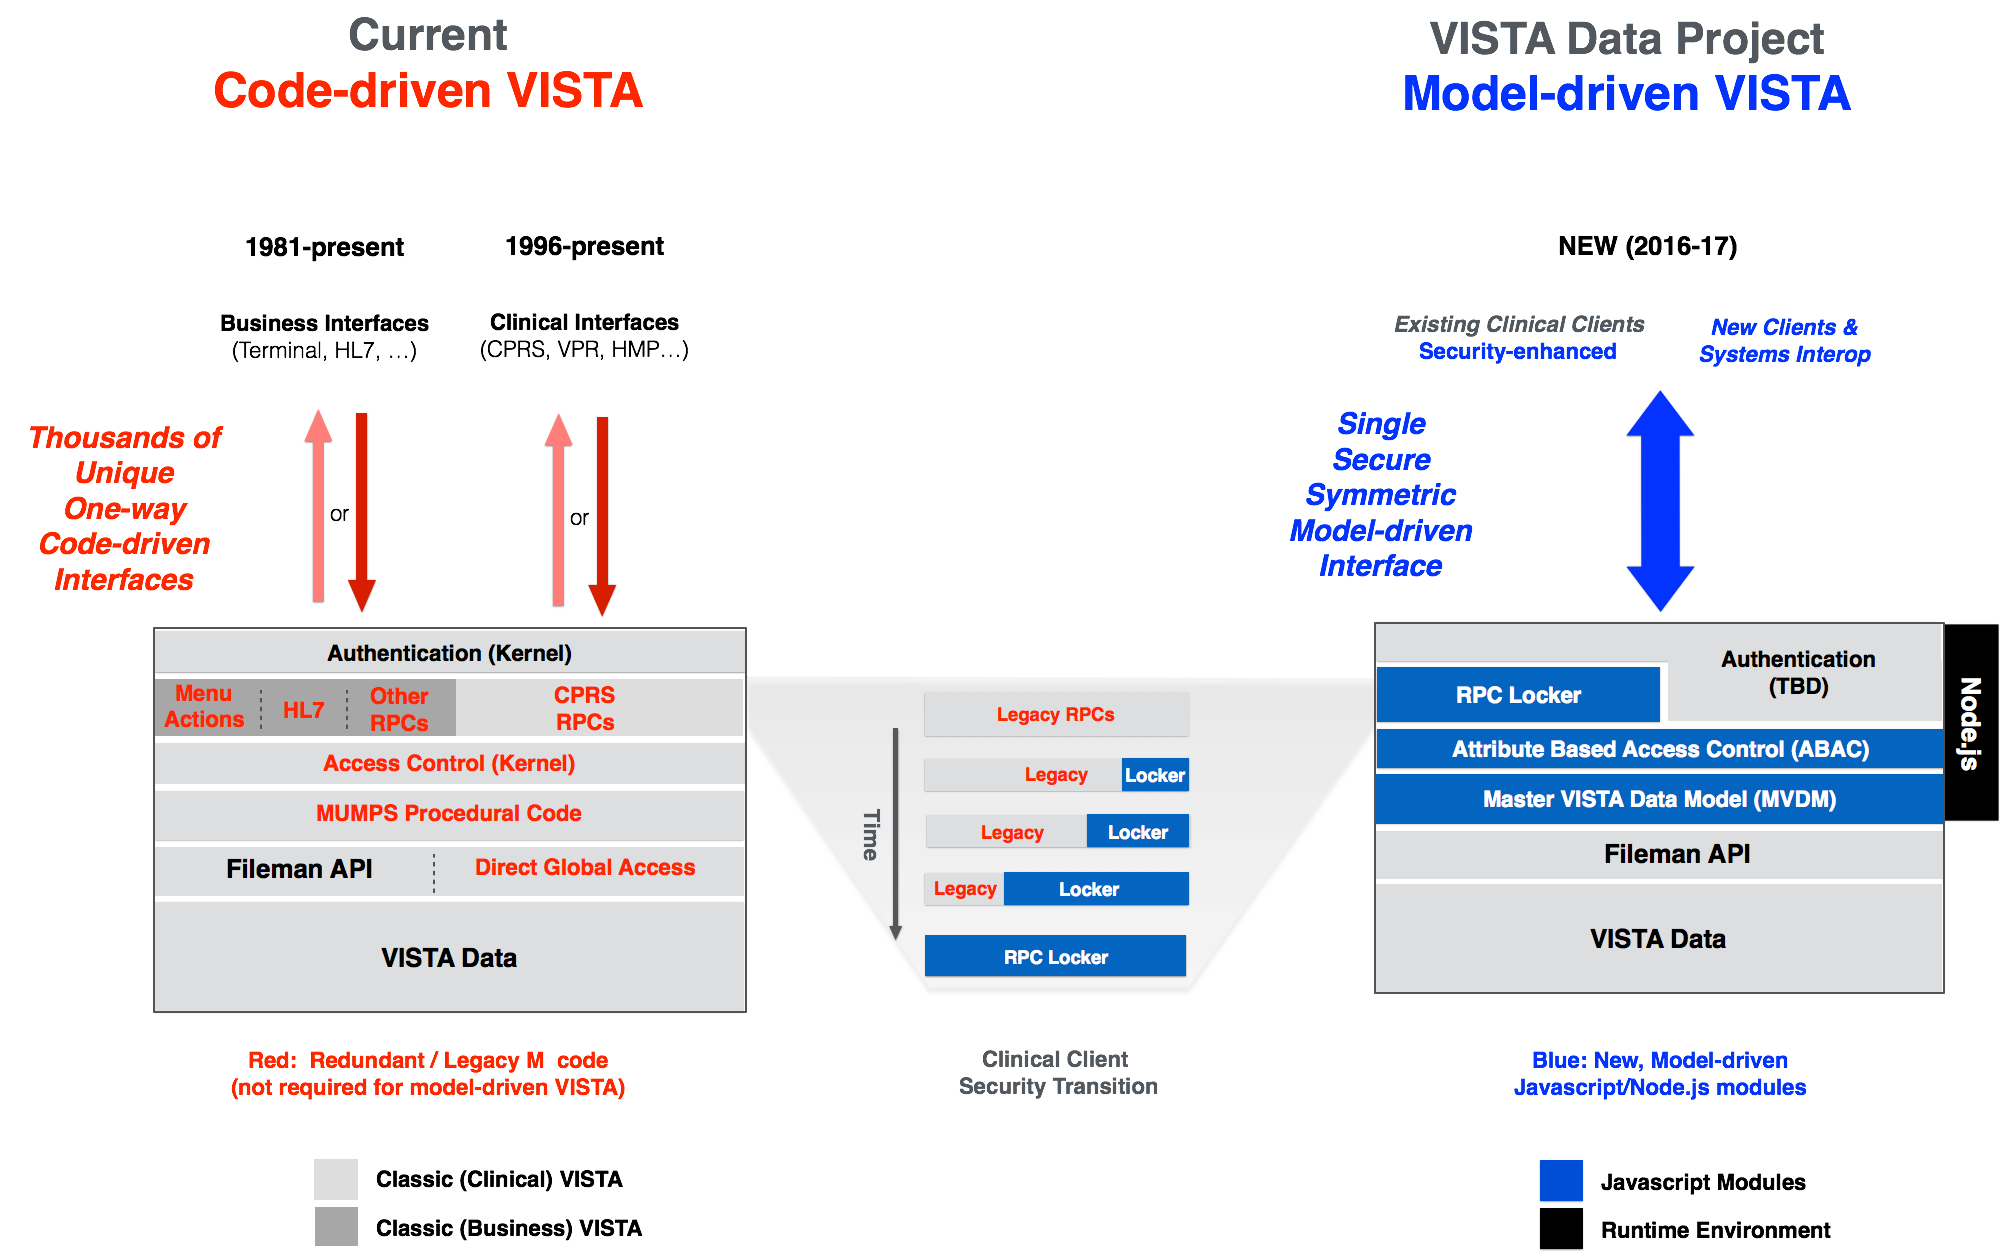 Current
Code-driven VISTA
VISTA Data Project
Model-driven VISTA
1981-present
1996-present
NEW (2016-17)
Business Interfaces
(Terminal, HL7, ...)
Clinical Interfaces
(CPRS, VPR, HMP...)
Existing Clinical Clients
Security-enhanced
New Clients &
Systems Interop
Thousands of
Unique
One-way
Code-driven
Interfaces
or
or
Single
Secure
Symmetric
Model-driven
Interface
Authentication (Kernel)
Menu
Actions
HL7
Other
RPCs
CPRS
RPCs
Access Control (Kernel)
MUMPS Procedural Code
Fileman API
Direct Global Access
VISTA Data
Time
Legacy RPCs
Legacy
Locker
Legacy
Locker
Legacy
Locker
RPC Locker
RPC Locker
Authentication
(TBD)
Attribute Based Access Control (ABAC)
Master VISTA Data Model (MVDM)
Fileman API
VISTA Data
Node.js
Red:  Redundant / Legacy M  code
(not required for model-driven VISTA)
Clinical Client
Security Transition
Blue: New, Model-driven
Javascript/Node.js modules
Classic (Clinical) VISTA
Classic (Business) VISTA
Javascript Modules
Runtime Environment